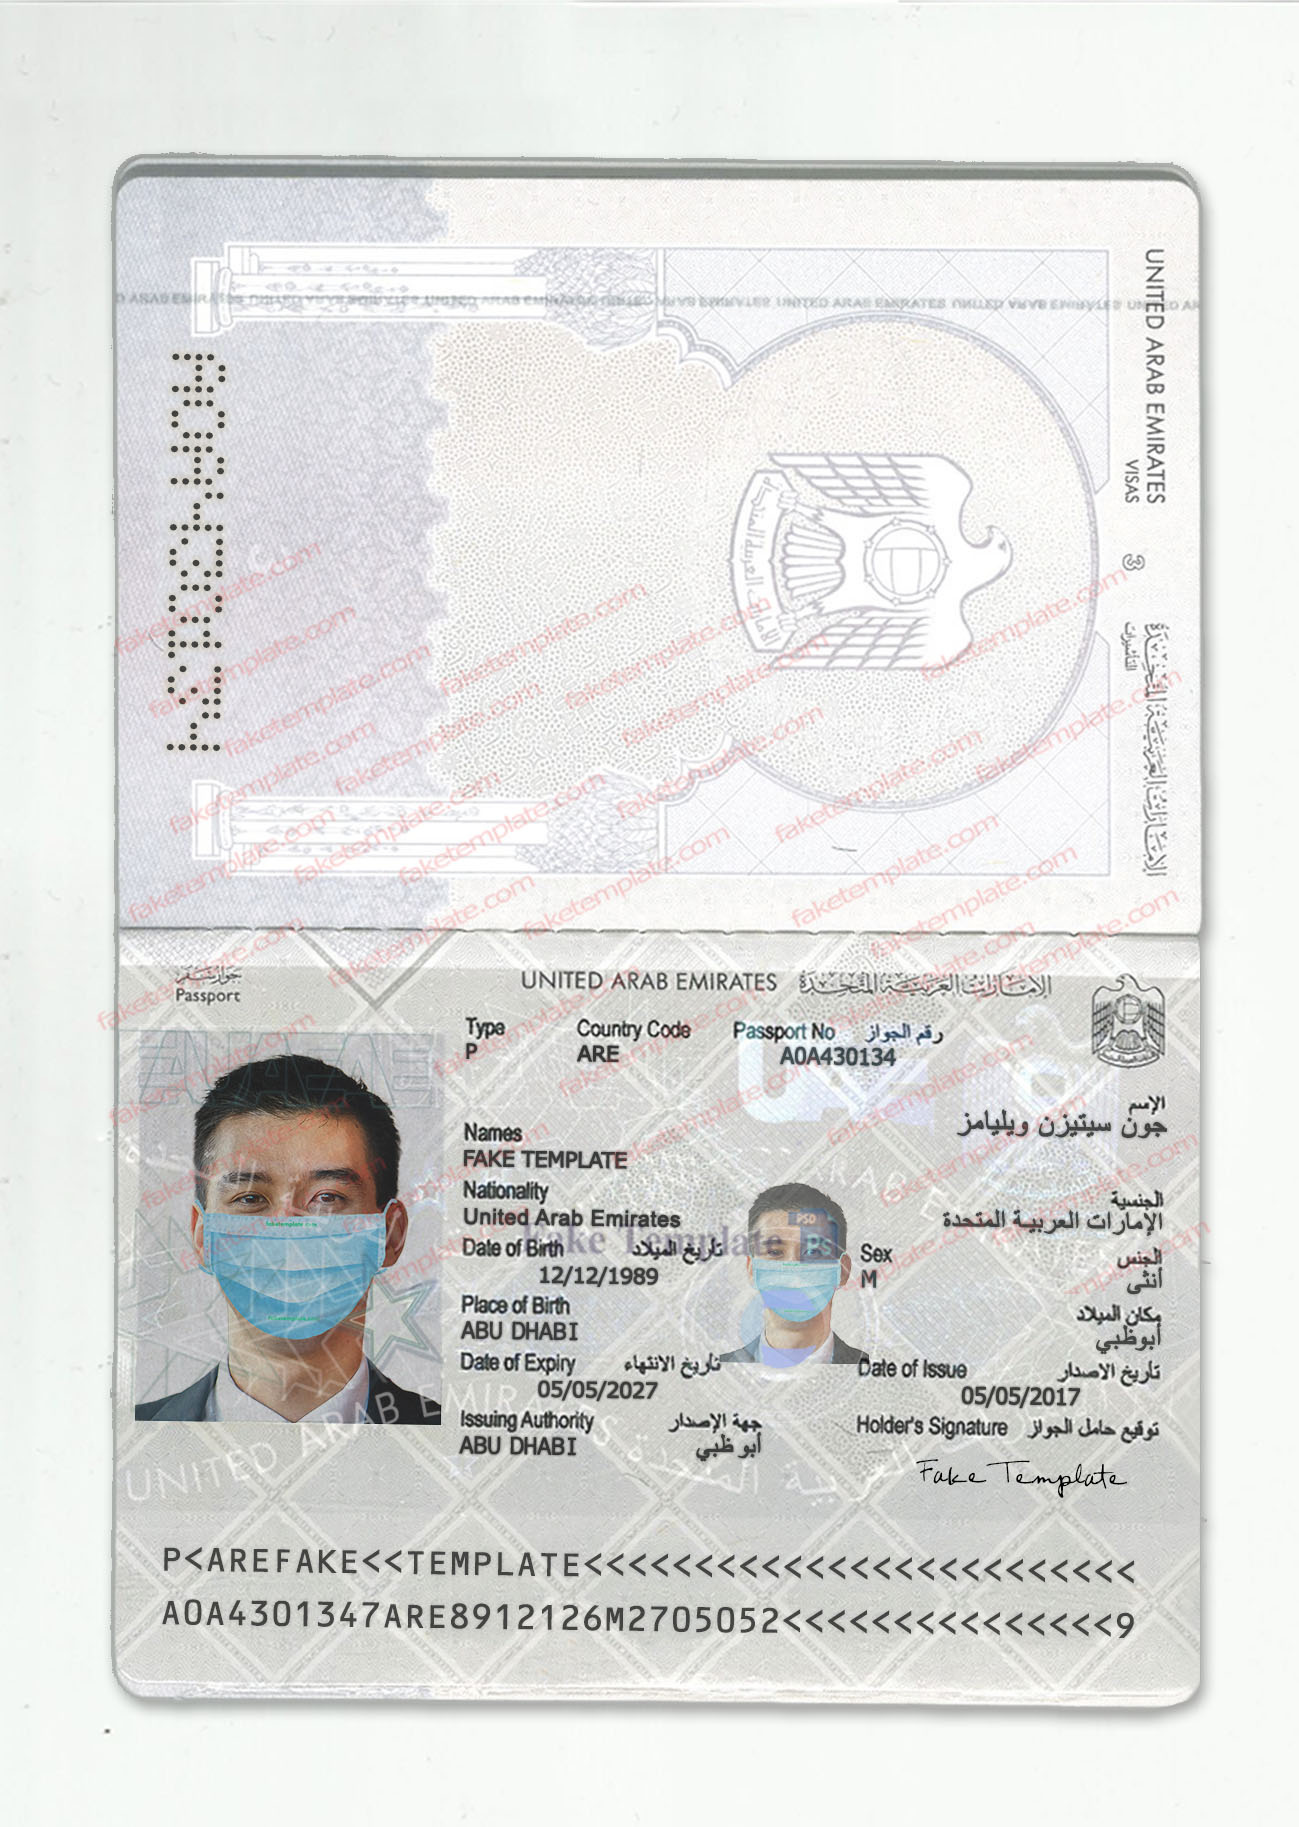 UNITED ARAB EMIRATES
VISAS
3
الإمارات العربية المتحدة
التأشيرات
A0A430134
جواز سفر
Passport
UNITED ARAB EMIRATES الإمارات العربية المتحدة
Type Country Code Passport No رقم الجواز
P ARE A0A430134
الإسم
جون سيتيزن ويليامز
Names
FAKE TEMPLATE
Nationality الجنسية
United Arab Emirates الإمارات العربية المتحدة
Date of Birth تاريخ الميلاد Sex الجنس
12/12/1989 M أنثى
Place of Birth مكان الميلاد
ABU DHABI أبوظبي
Date of Expiry تاريخ الانتهاء Date of Issue تأريخ الاصدار
05/05/2027 05/05/2017
Issuing Authority جهة الإصدار Holder's Signature توقيع حامل الجواز
ABU DHABI أبو ظبي
Fake Template
P<AREFAKE<<TEMPLATE<<<<<<<<<<<<<<<<<<<<<<<<<
A0A4301347ARE8912126M2705052<<<<<<<<<<<<<<<9
faketemplate.com
Fake Template
PSD
UNITED ARAB EMIRATES